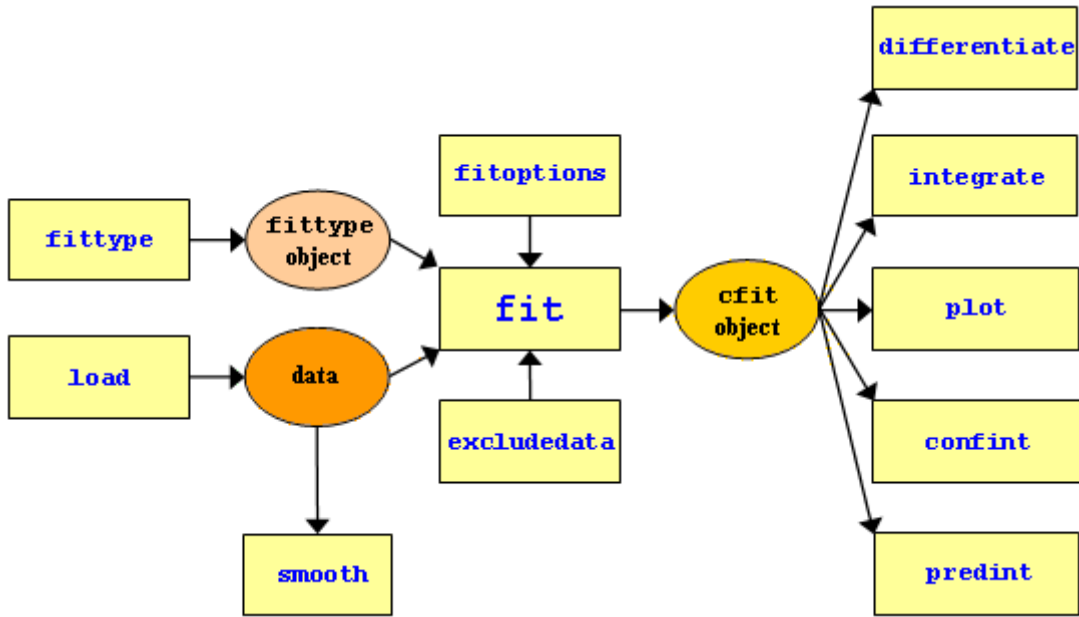 differentiate
fitoptions
integrate
fittype
fittype
object
fit
cfit
object
plot
load
data
excludedata
confint
smooth
predint